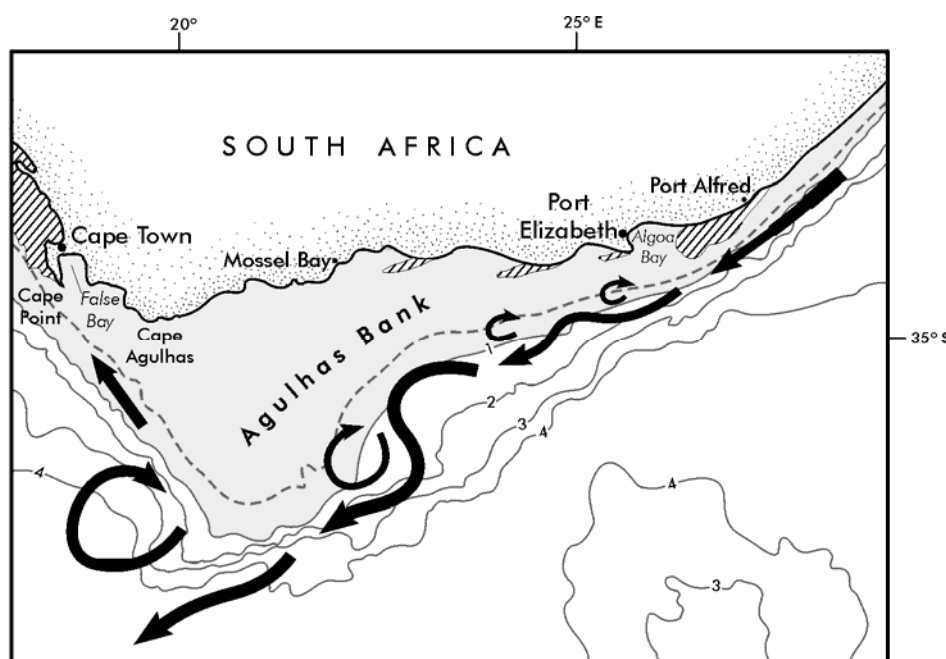 20°
25° E
SOUTH AFRICA
Port Alfred
Port
Elizabeth
Algoa
Bay
Cape Town
Mossel Bay
Cape
Point
False
Bay
Cape
Agulhas
Agulhas Bank
35° S
1
2
3
4
4
4
3